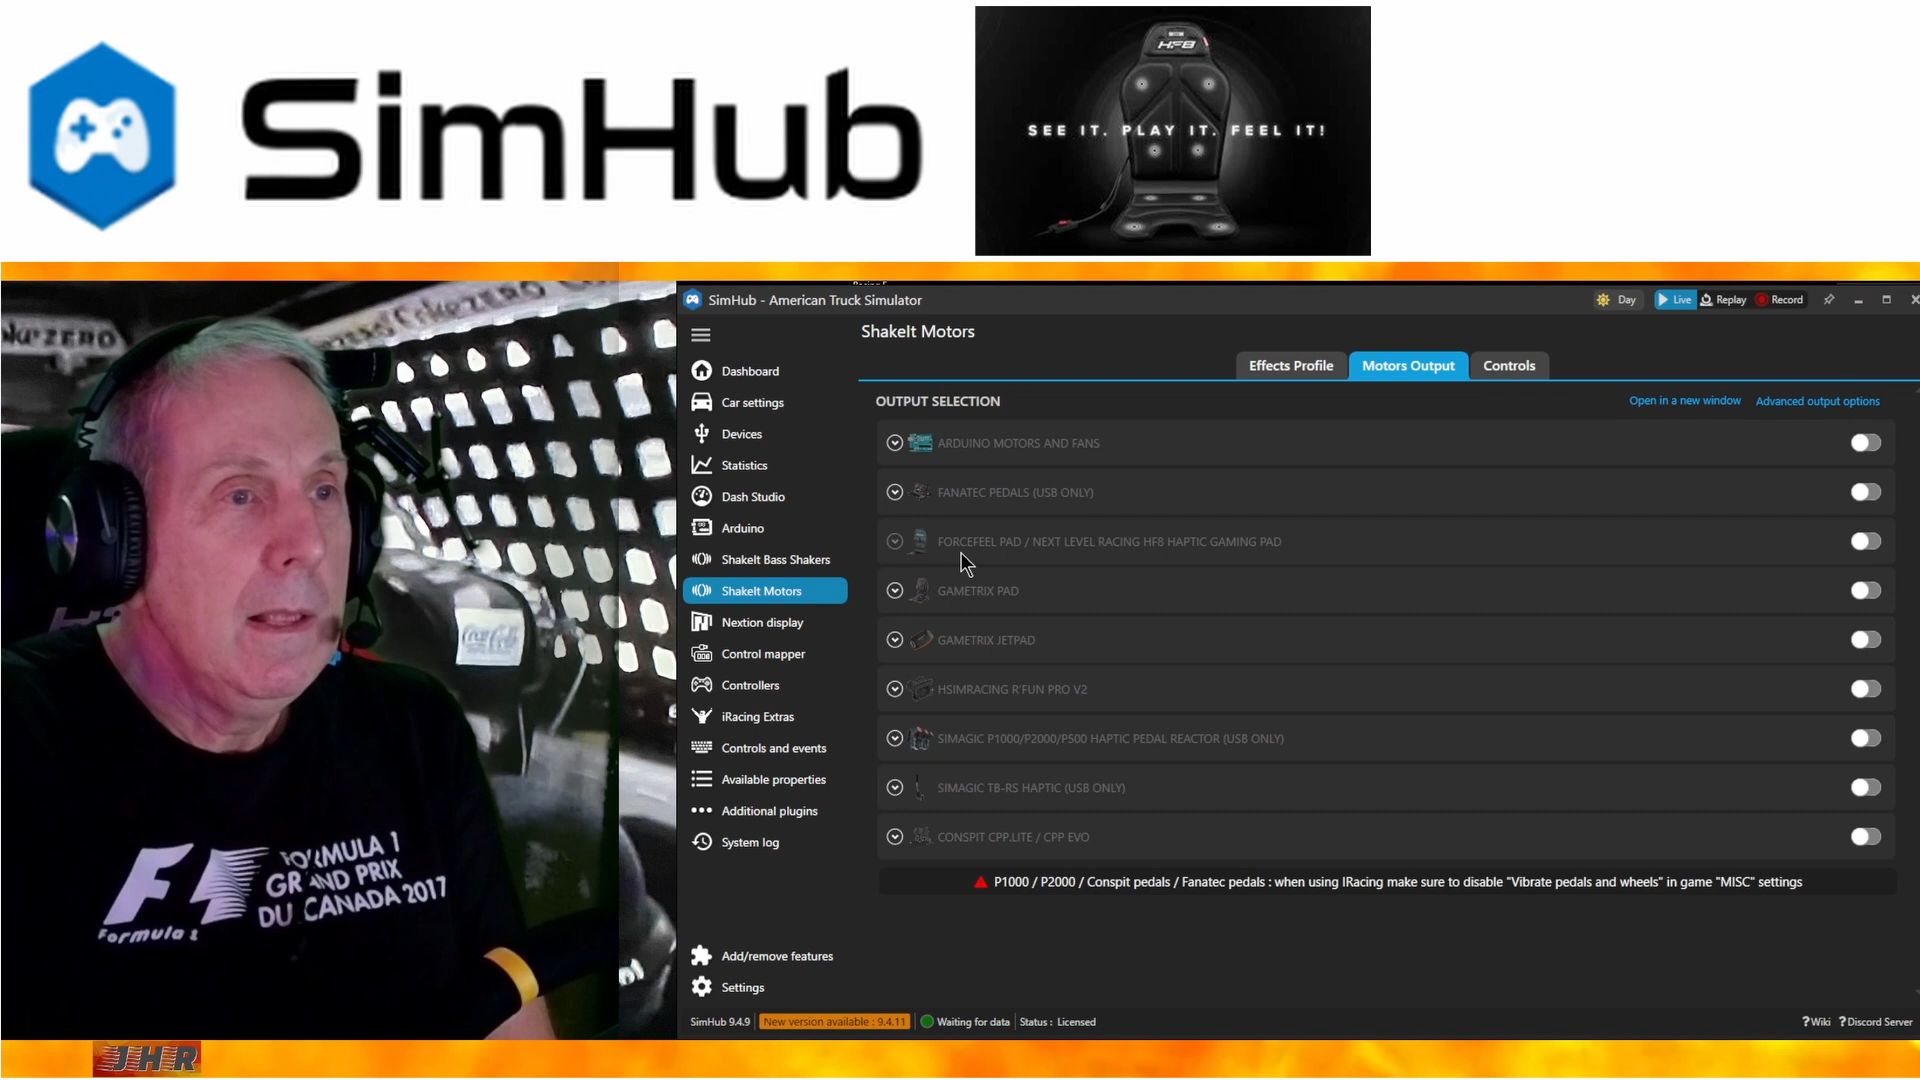 SimHub
HF8
SEE IT. PLAY IT. FEEL IT!
SimHub - American Truck Simulator
Day
Live
Replay
Record
ShakeIt Motors
Effects Profile
Motors Output
Controls
Dashboard
Car settings
Devices
Statistics
Dash Studio
Arduino
ShakeIt Bass Shakers
ShakeIt Motors
Nextion display
Control mapper
Controllers
iRacing Extras
Controls and events
Available properties
Additional plugins
System log
Add/remove features
Settings
OUTPUT SELECTION
Open in a new window
Advanced output options
ARDUINO MOTORS AND FANS
FANATEC PEDALS (USB ONLY)
FORCEFEEL PAD / NEXT LEVEL RACING HF8 HAPTIC GAMING PAD
GAMETRIX PAD
GAMETRIX JETPAD
HSIMRACING R'FUN PRO V2
SIMAGIC P1000/P2000/P500 HAPTIC PEDAL REACTOR (USB ONLY)
SIMAGIC TB-RS HAPTIC (USB ONLY)
CONSPIT CPP.LITE / CPP EVO
P1000 / P2000 / Conspit pedals / Fanatec pedals : when using IRacing make sure to disable "Vibrate pedals and wheels" in game "MISC" settings
SimHub 9.4.9
New version available : 9.4.11
Waiting for data
Status : Licensed
?Wiki
?Discord Server
F1
Formula 1
FORMULA 1
GRAND PRIX
DU CANADA 2017
JHR